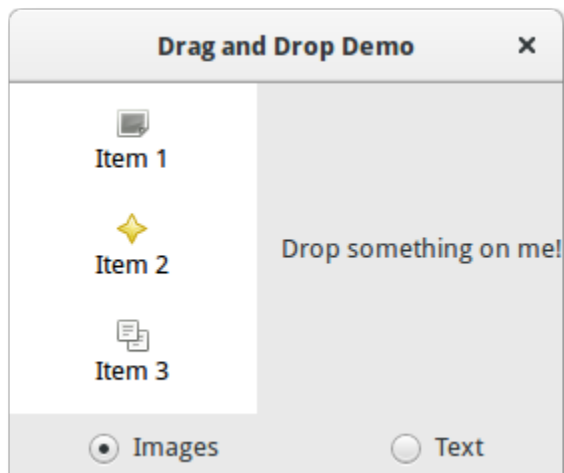 Drag and Drop Demo
Item 1
Item 2
Drop something on me!
Item 3
Images
Text